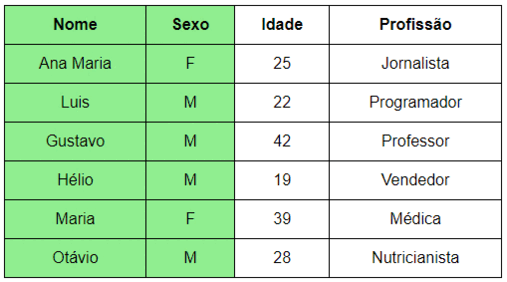 Nome Sexo Idade Profissão
Ana Maria F 25 Jornalista
Luis M 22 Programador
Gustavo M 42 Professor
Hélio M 19 Vendedor
Maria F 39 Médica
Otávio M 28 Nutricianista